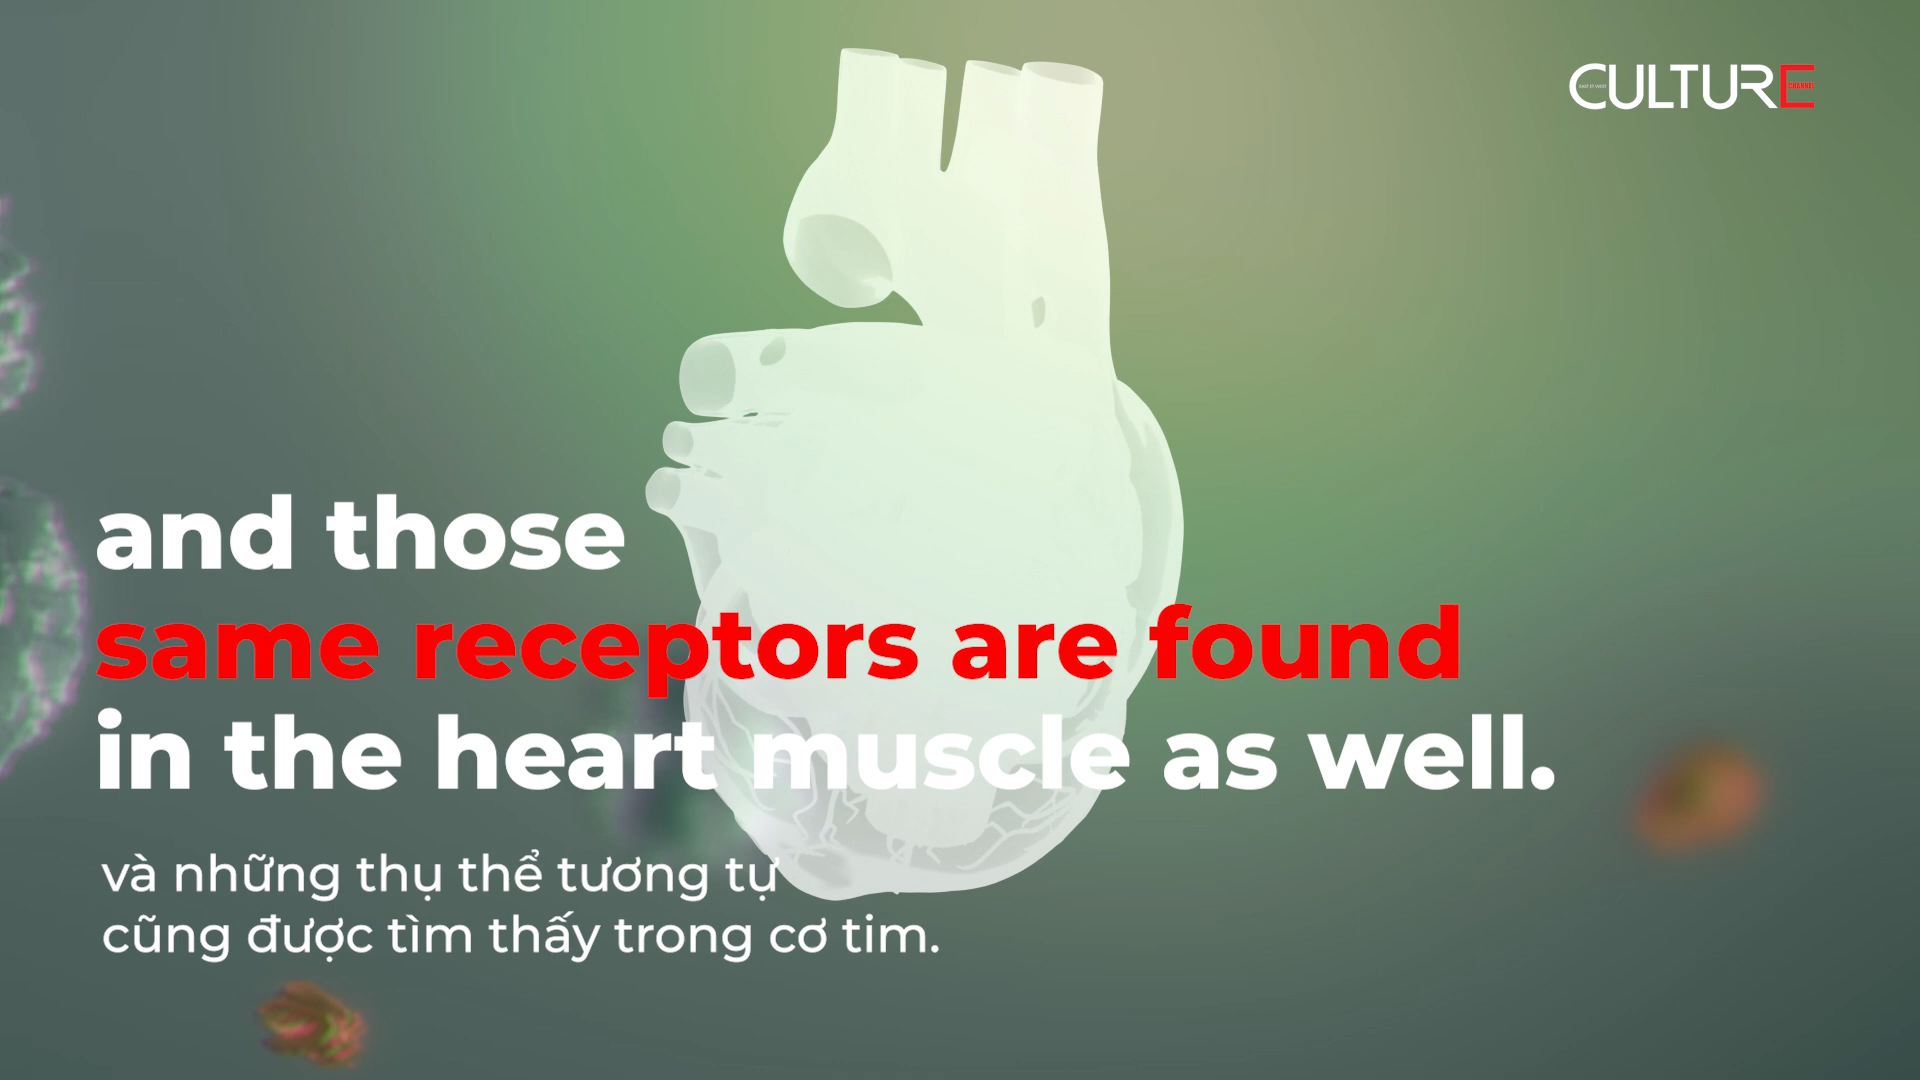 CULTURE
CHANNEL
and those
same receptors are found
in the heart muscle as well.
và những thụ thể tương tự
cũng được tìm thấy trong cơ tim.